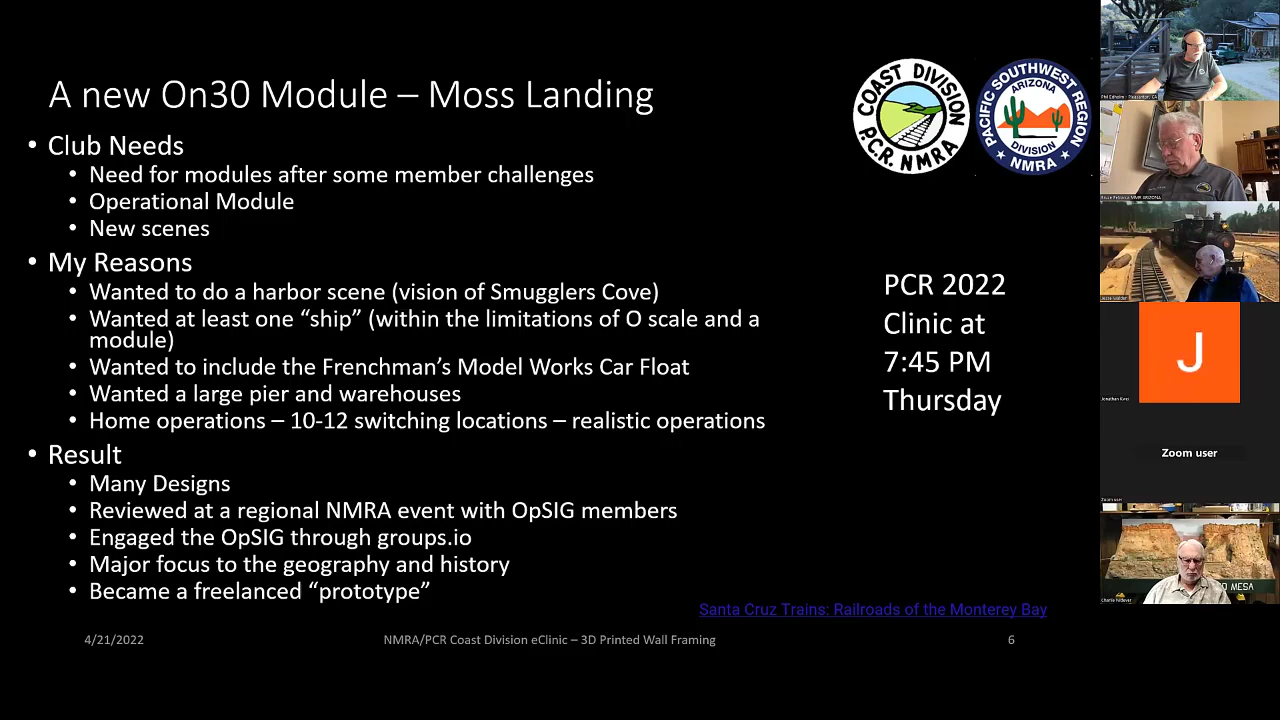 A new On30 Module – Moss Landing
• Club Needs
• Need for modules after some member challenges
• Operational Module
• New scenes
• My Reasons
• Wanted to do a harbor scene (vision of Smugglers Cove)
• Wanted at least one “ship” (within the limitations of O scale and a
module)
• Wanted to include the Frenchman’s Model Works Car Float
• Wanted a large pier and warehouses
• Home operations – 10-12 switching locations – realistic operations
• Result
• Many Designs
• Reviewed at a regional NMRA event with OpSIG members
• Engaged the OpSIG through groups.io
• Major focus to the geography and history
• Became a freelanced “prototype”
COAST DIVISION
P.C.R. NMRA
PACIFIC SOUTHWEST REGION
ARIZONA
DIVISION
NMRA
PCR 2022
Clinic at
7:45 PM
Thursday
Santa Cruz Trains: Railroads of the Monterey Bay
4/21/2022
NMRA/PCR Coast Division eClinic – 3D Printed Wall Framing
6
J
Zoom user
Zoom user
MESA